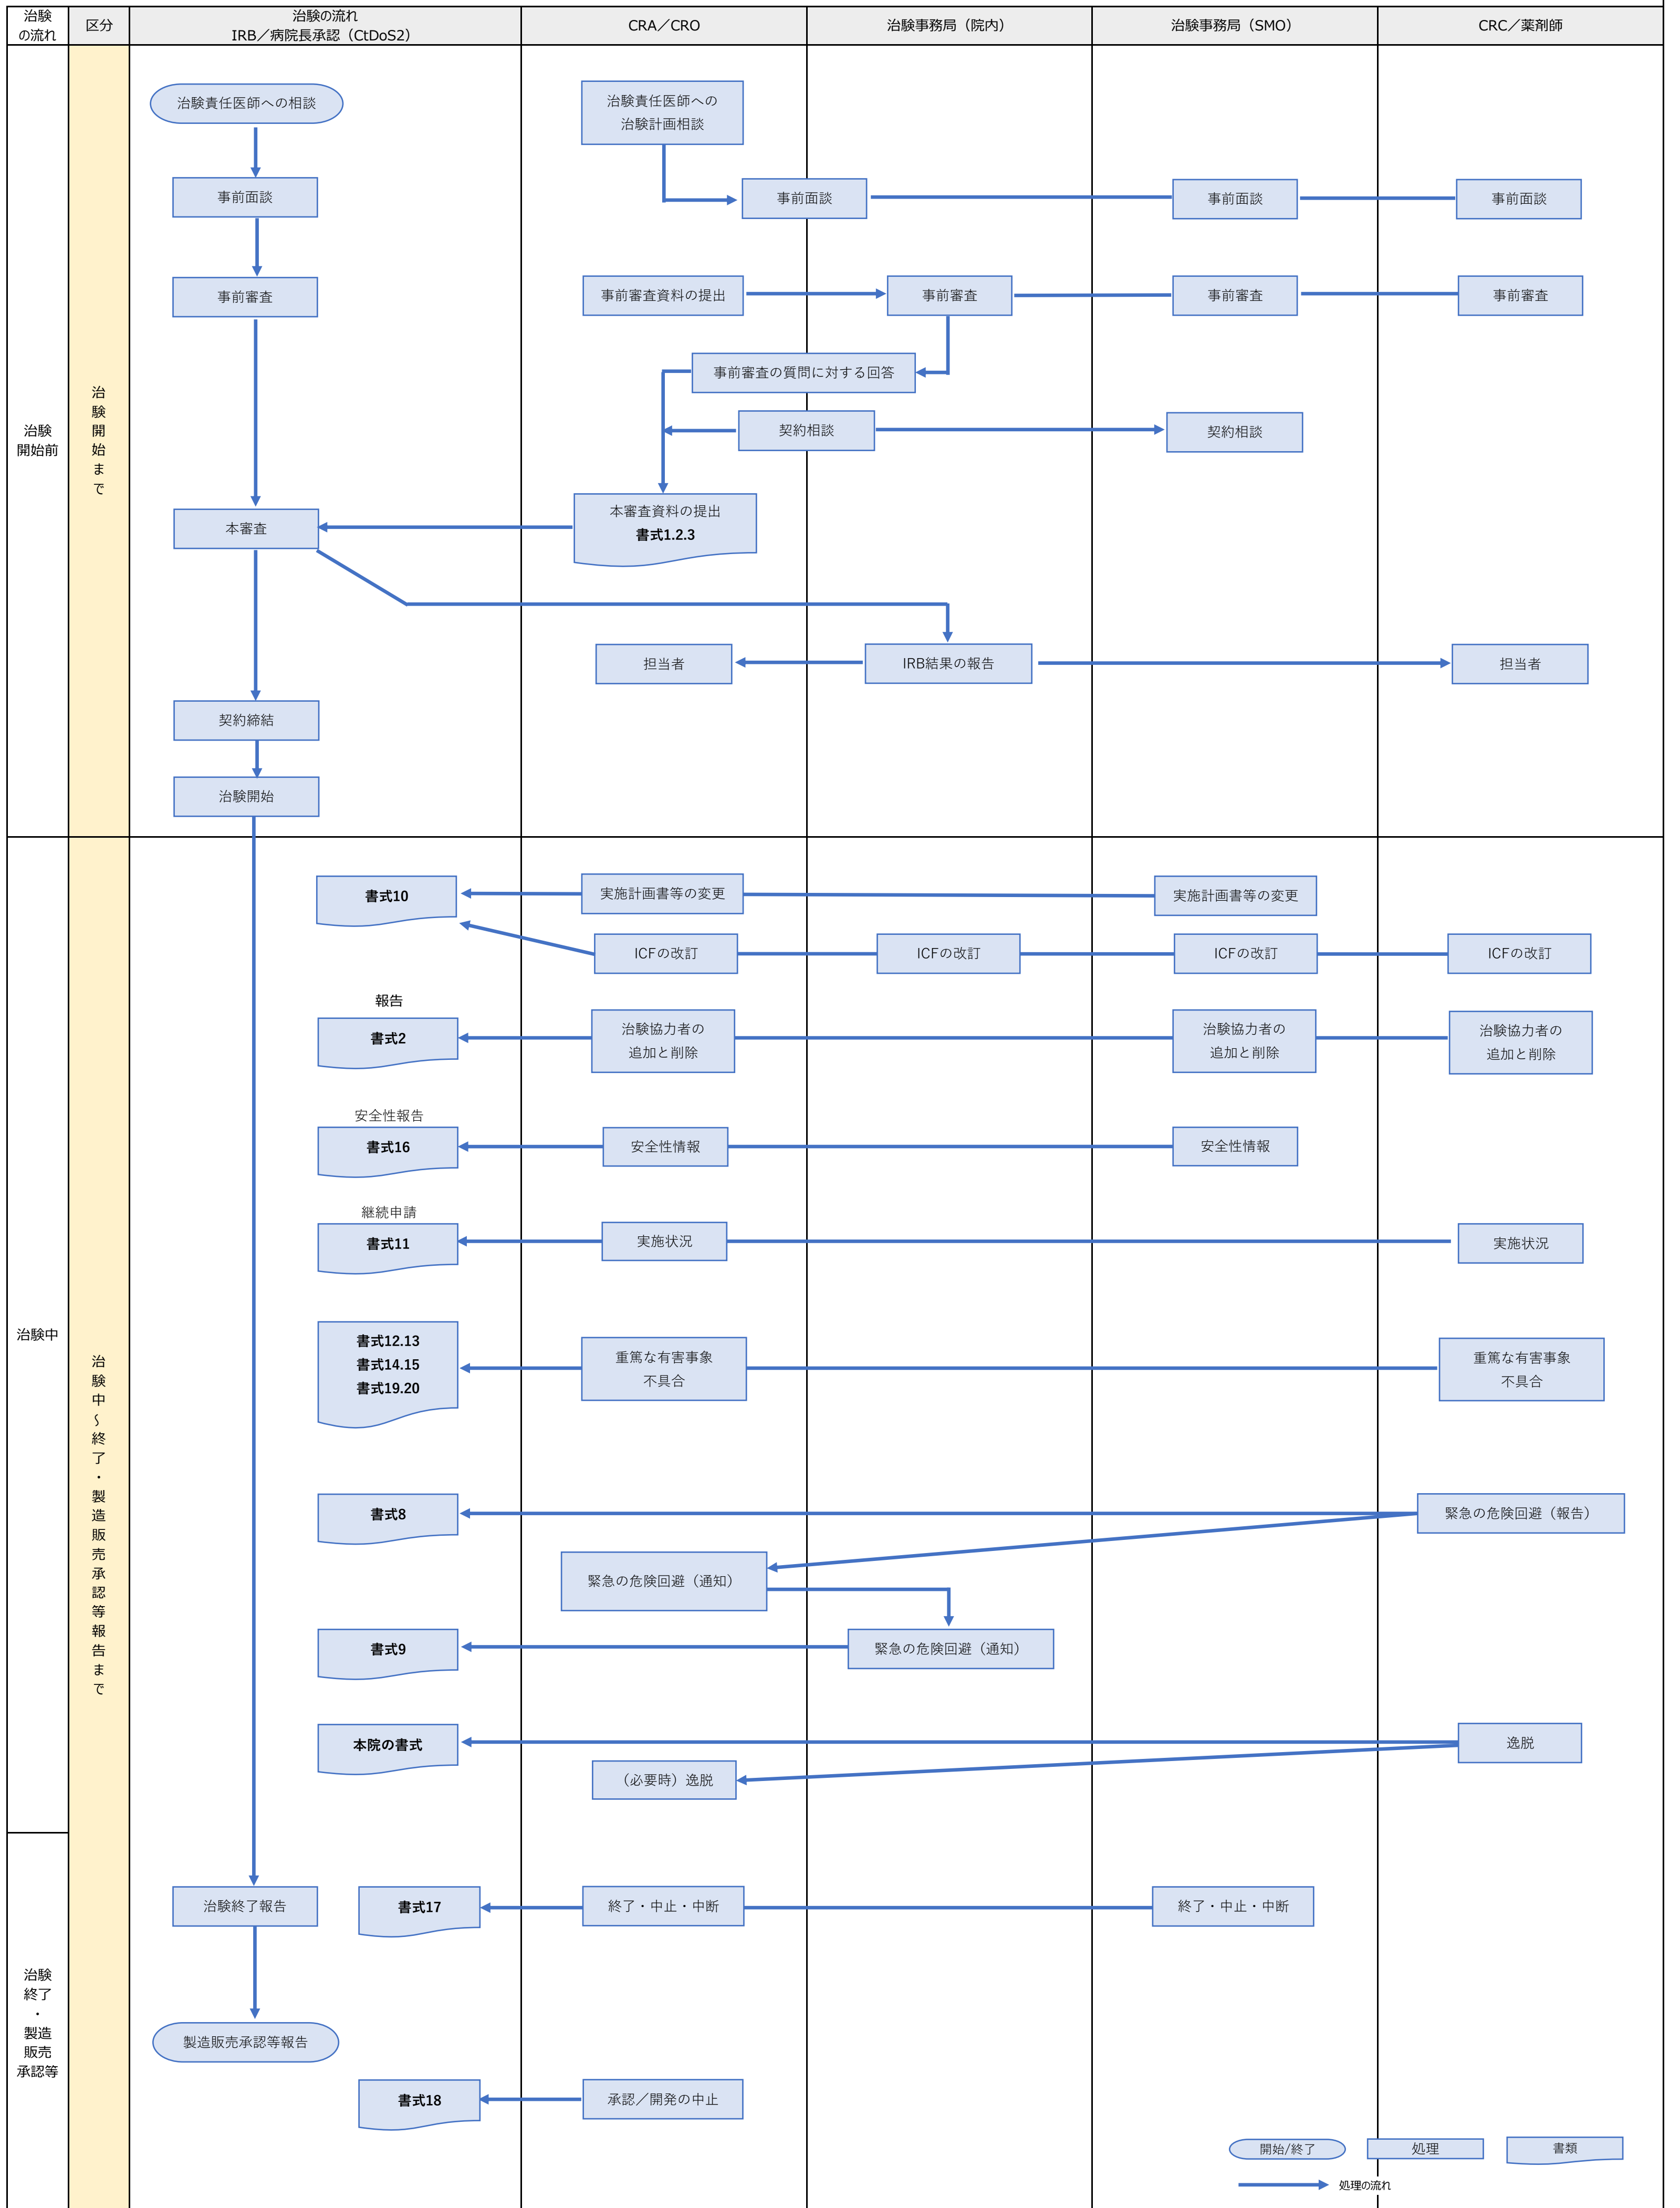 治験
の流れ
区分
治験の流れ
IRB／病院長承認（CtDoS2）
CRA／CRO
治験事務局（院内）
治験事務局（SMO）
CRC／薬剤師
治験
開始前
治験開始まで
治験責任医師への相談
治験責任医師への
治験計画相談
事前面談
事前面談
事前面談
事前面談
事前審査
事前審査資料の提出
事前審査
事前審査
事前審査
事前審査の質問に対する回答
契約相談
契約相談
本審査
本審査資料の提出
書式1.2.3
担当者
IRB結果の報告
担当者
契約締結
治験開始
治験中
治験中～終了・製造販売承認等報告まで
書式10
実施計画書等の変更
実施計画書等の変更
ICFの改訂
ICFの改訂
ICFの改訂
ICFの改訂
報告
書式2
治験協力者の
追加と削除
治験協力者の
追加と削除
治験協力者の
追加と削除
安全性報告
書式16
安全性情報
安全性情報
継続申請
書式11
実施状況
実施状況
書式12.13
書式14.15
書式19.20
重篤な有害事象
不具合
重篤な有害事象
不具合
書式8
緊急の危険回避（報告）
緊急の危険回避（通知）
書式9
緊急の危険回避（通知）
本院の書式
逸脱
（必要時）逸脱
治験
終了
・
製造
販売
承認等
治験終了報告
書式17
終了・中止・中断
終了・中止・中断
製造販売承認等報告
書式18
承認／開発の中止
開始/終了
処理
書類
処理の流れ